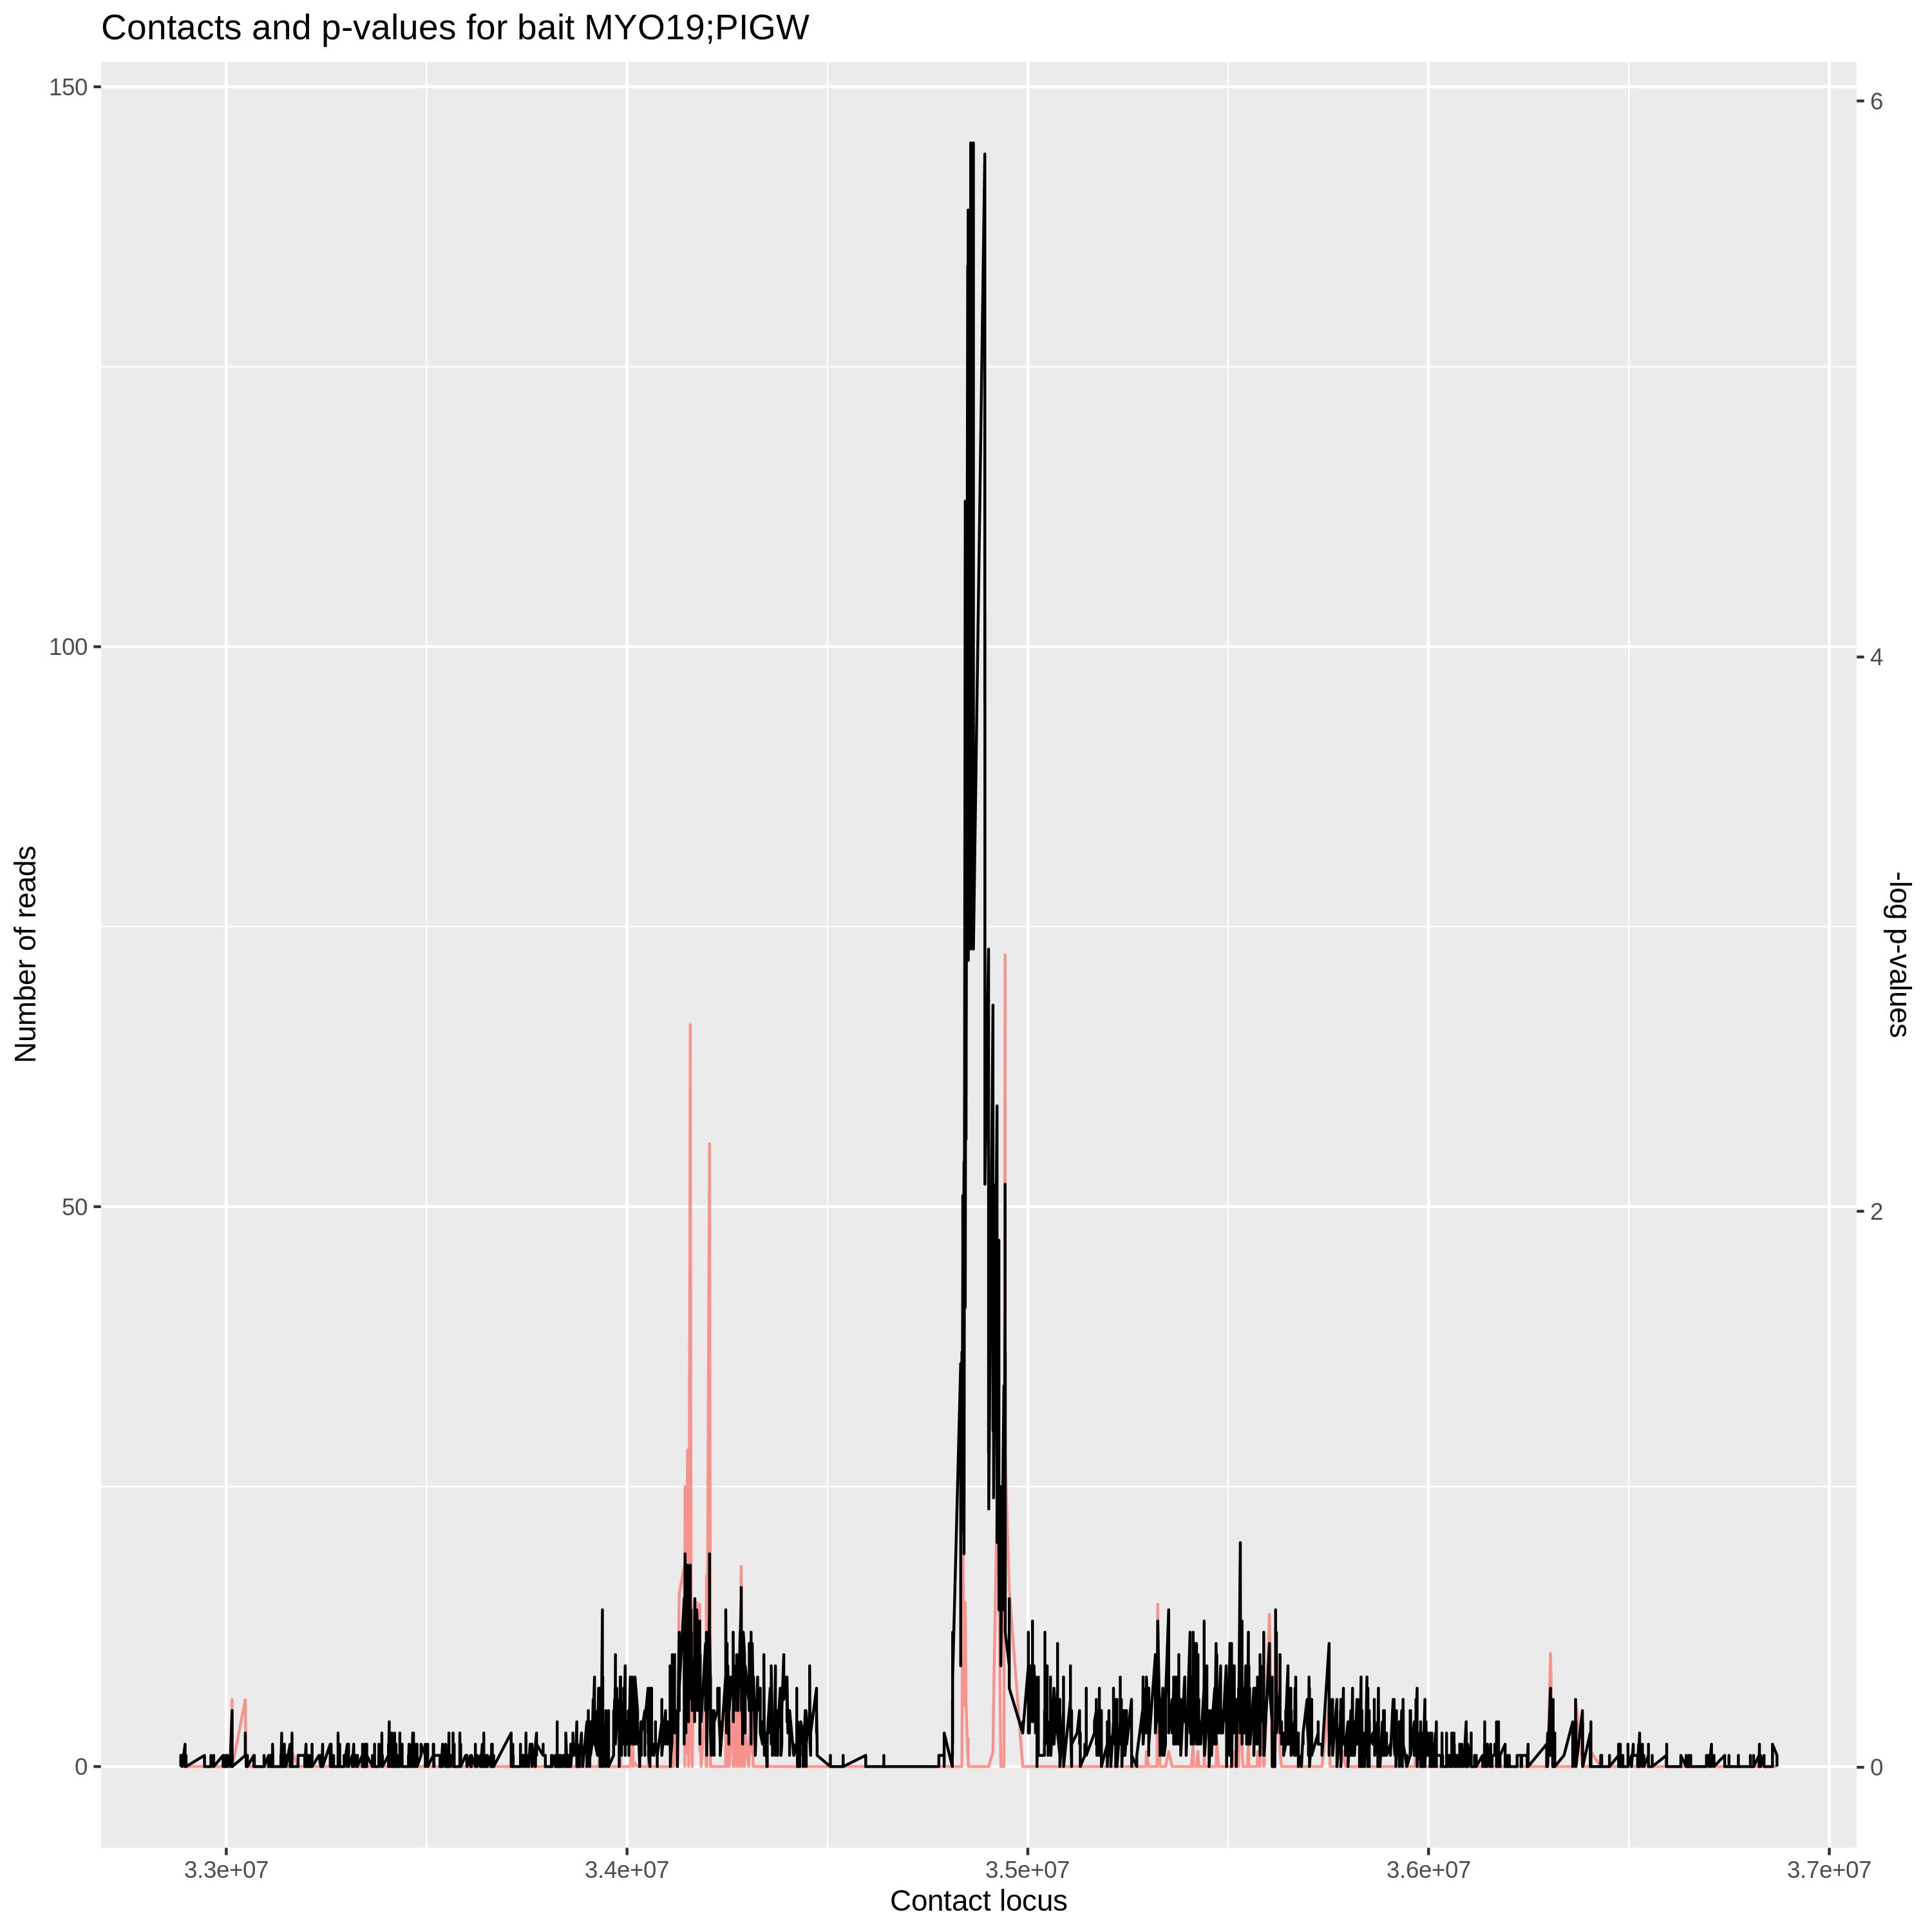 Contacts and p-values for bait MYO19;PIGW
150
100
50
0
6
4
2
0
Number of reads
-log p-values
3.3e+07
3.4e+07
3.5e+07
3.6e+07
3.7e+07
Contact locus